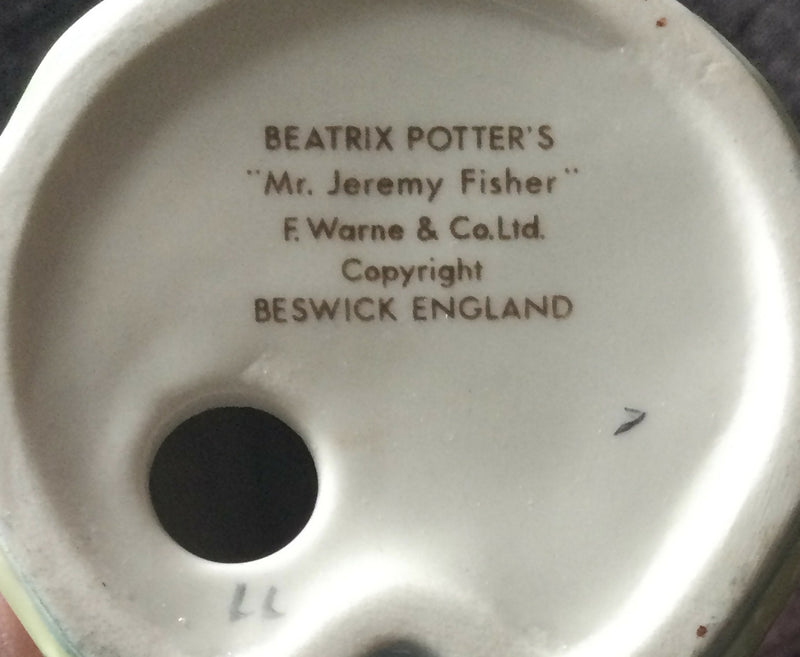 BEATRIX POTTER'S
"Mr. Jeremy Fisher"
F. Warne & Co.Ltd.
Copyright
BESWICK ENGLAND